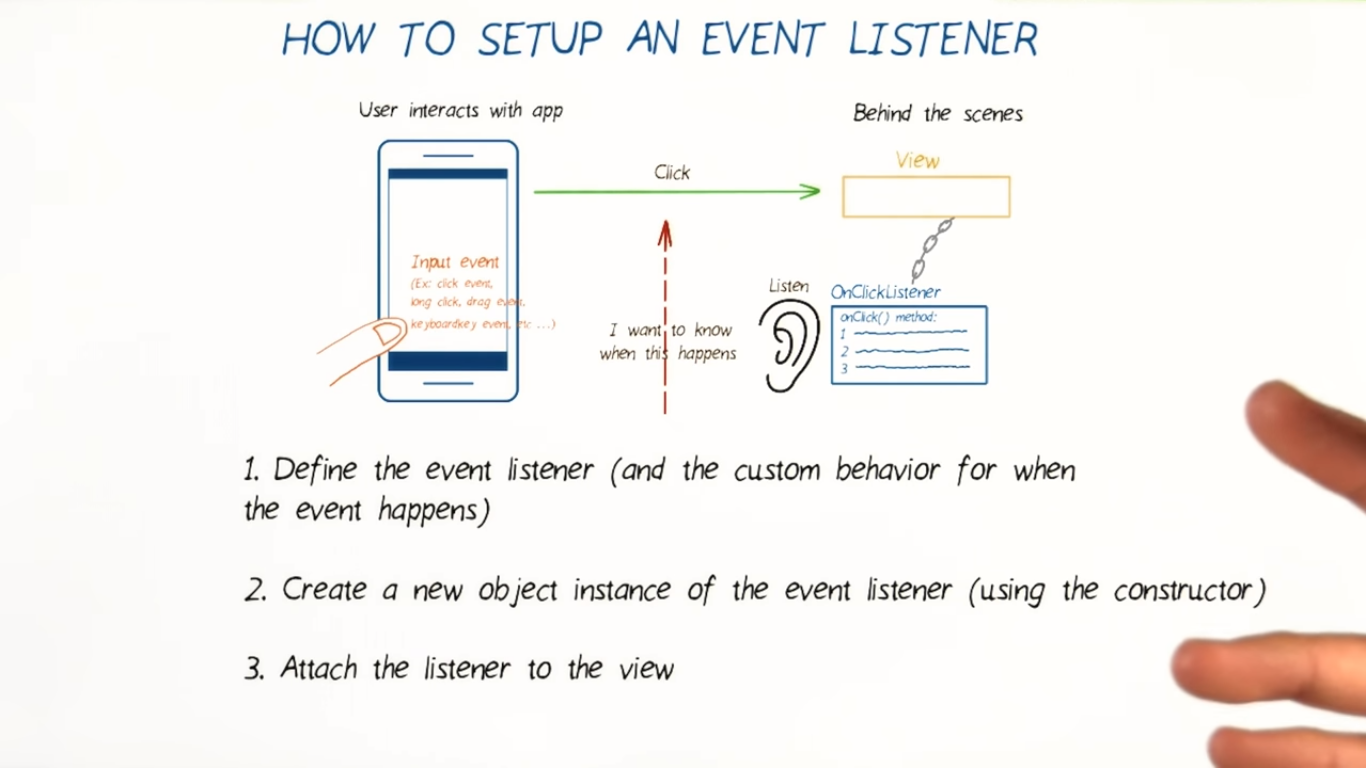 HOW TO SETUP AN EVENT LISTENER
User interacts with app
Behind the scenes
View
Click
Input event
(Ex: click event,
long click, drag event,
keyboardkey event, etc ...)
I want to know
when this happens
Listen
OnClickListener
onClick() method:
1
2
3
1. Define the event listener (and the custom behavior for when
the event happens)
2. Create a new object instance of the event listener (using the constructor)
3. Attach the listener to the view